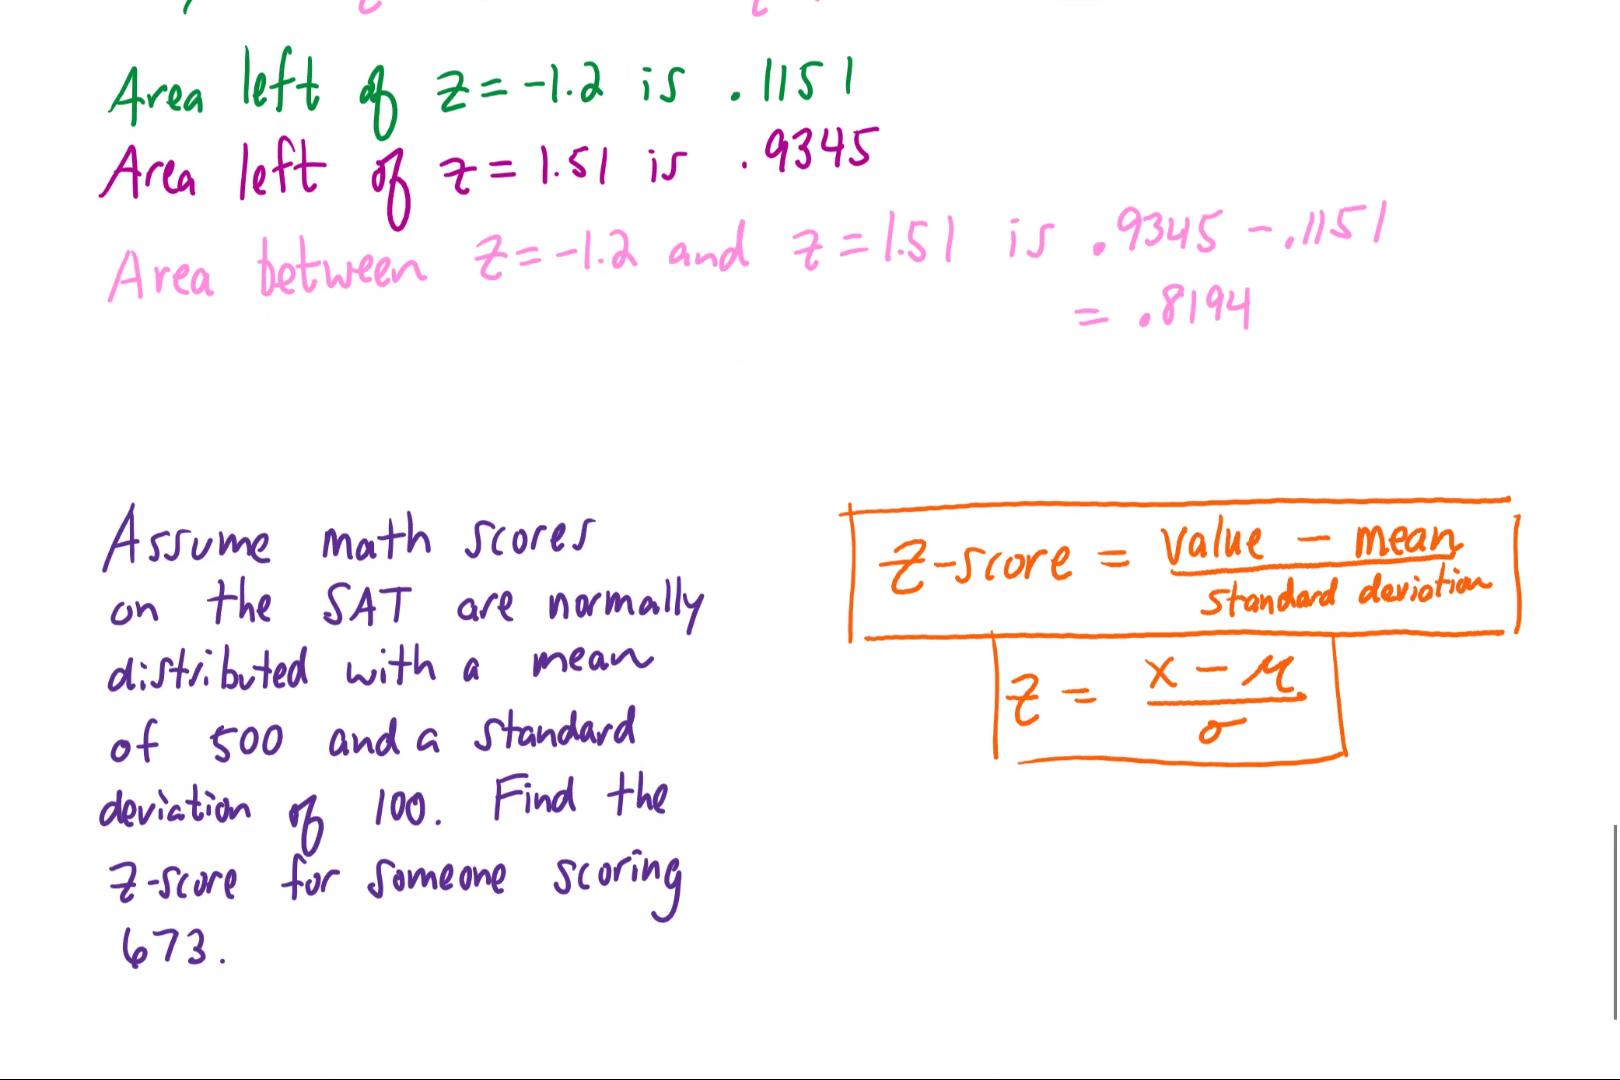 Area left of z = -1.2 is .1151
Area left of z = 1.51 is .9345
Area between z = -1.2 and z = 1.51 is .9345 - .1151
= .8194
Assume math scores
on the SAT are normally
distributed with a mean
of 500 and a standard
deviation of 100. Find the
z-score for someone scoring
673.
z-score = value - mean
standard deviation
z = x - μ
σ